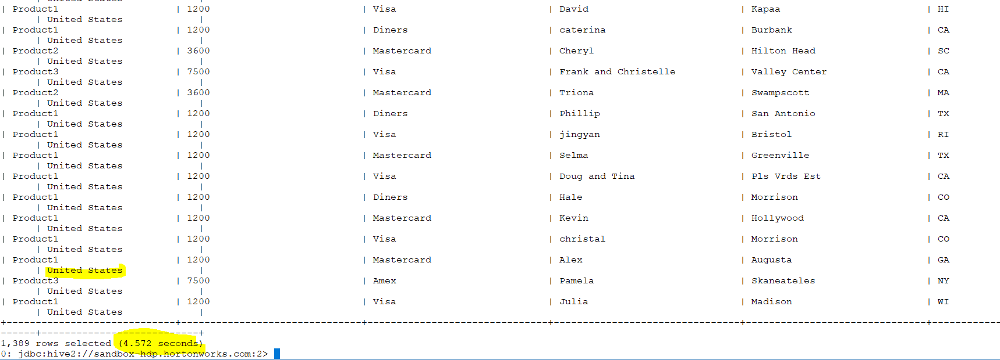 | Product1 | 1200 | Visa | David | Kapaa | HI
| United States |
| Product1 | 1200 | Diners | caterina | Burbank | CA
| United States |
| Product2 | 3600 | Mastercard | Cheryl | Hilton Head | SC
| United States |
| Product3 | 7500 | Visa | Frank and Christelle | Valley Center | CA
| United States |
| Product2 | 3600 | Mastercard | Triona | Swampscott | MA
| United States |
| Product1 | 1200 | Diners | Phillip | San Antonio | TX
| United States |
| Product1 | 1200 | Visa | jingyan | Bristol | RI
| United States |
| Product1 | 1200 | Mastercard | Selma | Greenville | TX
| United States |
| Product1 | 1200 | Visa | Doug and Tina | Pls Vrds Est | CA
| United States |
| Product1 | 1200 | Diners | Hale | Morrison | CO
| United States |
| Product1 | 1200 | Mastercard | Kevin | Hollywood | CA
| United States |
| Product1 | 1200 | Visa | christal | Morrison | CO
| United States |
| Product1 | 1200 | Mastercard | Alex | Augusta | GA
| United States |
| Product3 | 7500 | Amex | Pamela | Skaneateles | NY
| United States |
| Product1 | 1200 | Visa | Julia | Madison | WI
| United States |
1,389 rows selected (4.572 seconds)
0: jdbc:hive2://sandbox-hdp.hortonworks.com:2>